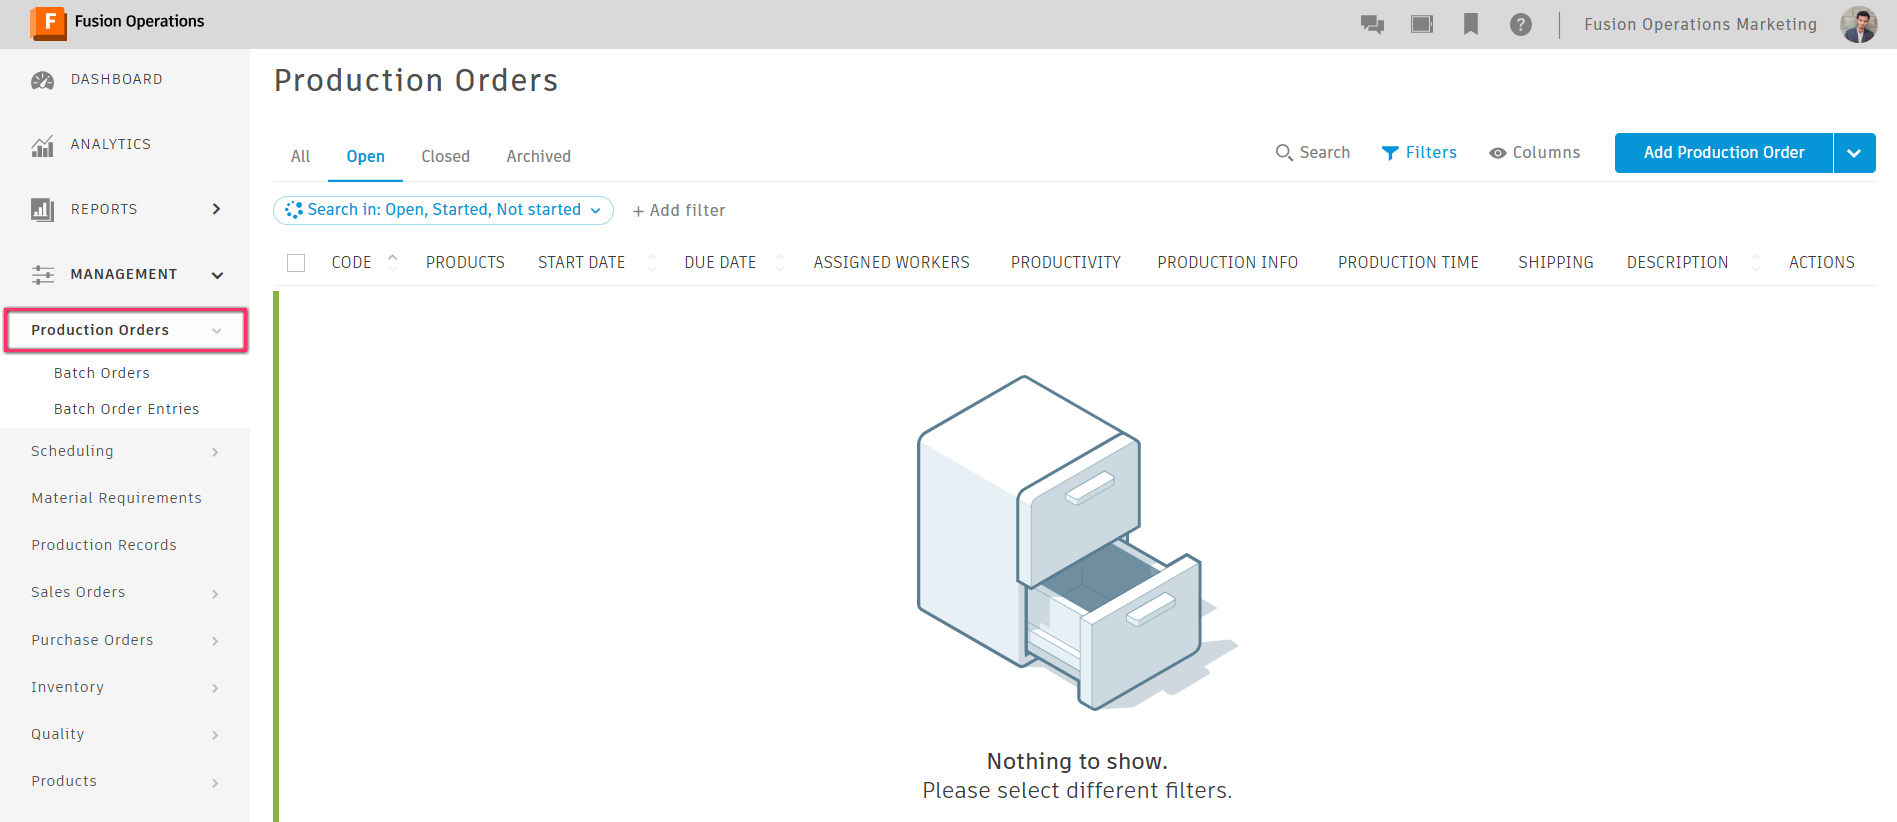 F Fusion Operations
Fusion Operations Marketing
DASHBOARD
ANALYTICS
REPORTS
MANAGEMENT
Production Orders
Batch Orders
Batch Order Entries
Scheduling
Material Requirements
Production Records
Sales Orders
Purchase Orders
Inventory
Quality
Products
Production Orders
All Open Closed Archived
Search Filters Columns Add Production Order
Search in: Open, Started, Not started + Add filter
CODE PRODUCTS START DATE DUE DATE ASSIGNED WORKERS PRODUCTIVITY PRODUCTION INFO PRODUCTION TIME SHIPPING DESCRIPTION ACTIONS
Nothing to show.
Please select different filters.